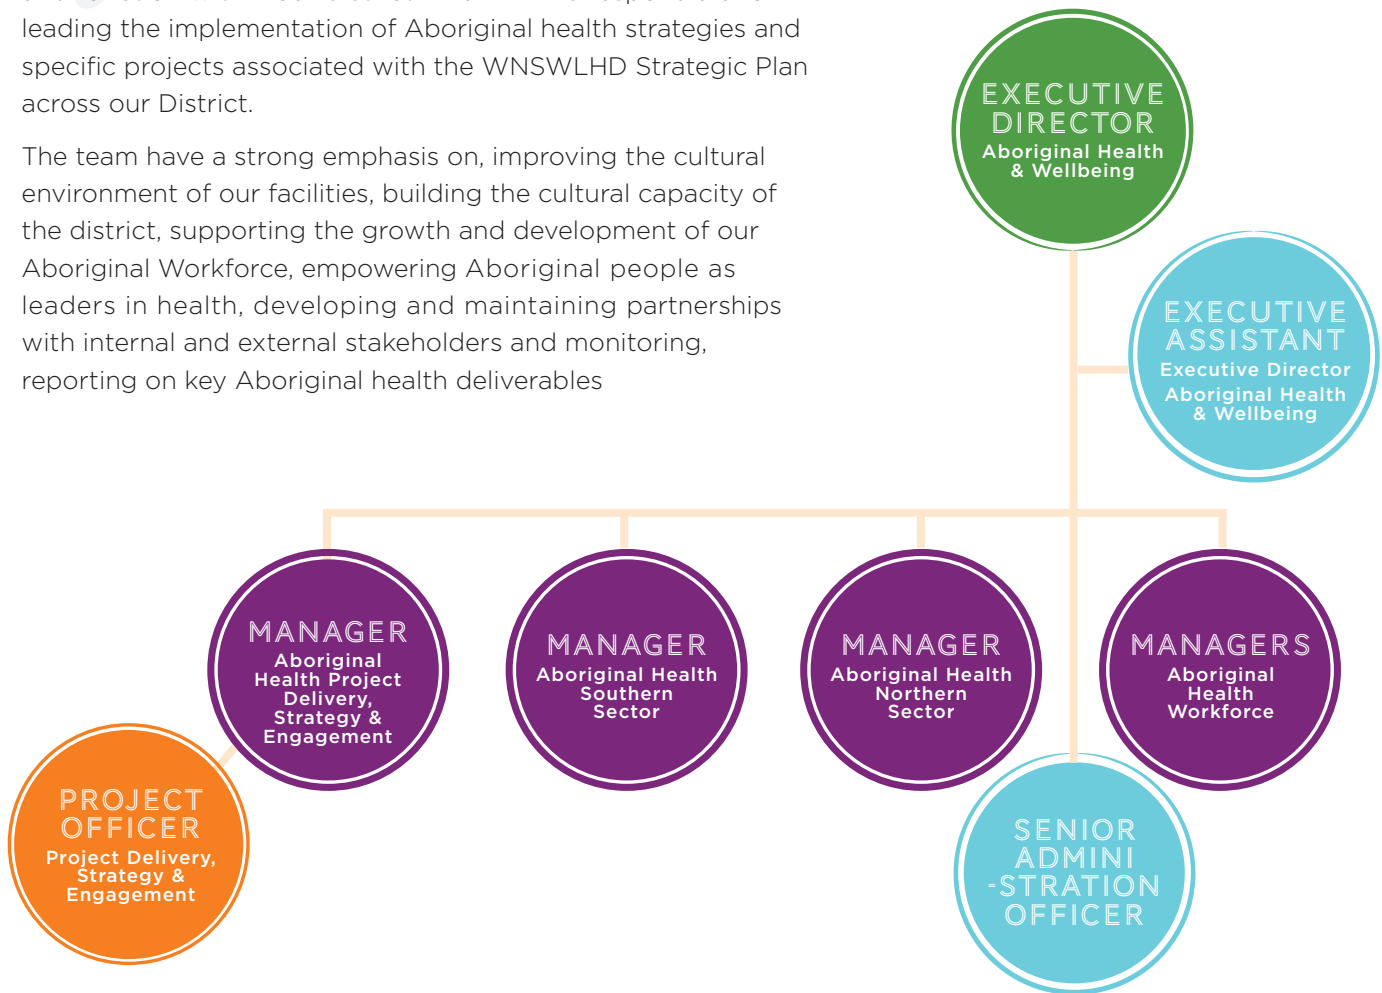 leading the implementation of Aboriginal health strategies and
specific projects associated with the WNSWLHD Strategic Plan
across our District.
The team have a strong emphasis on, improving the cultural
environment of our facilities, building the cultural capacity of
the district, supporting the growth and development of our
Aboriginal Workforce, empowering Aboriginal people as
leaders in health, developing and maintaining partnerships
with internal and external stakeholders and monitoring,
reporting on key Aboriginal health deliverables
EXECUTIVE
DIRECTOR
Aboriginal Health
& Wellbeing
EXECUTIVE
ASSISTANT
Executive Director
Aboriginal Health
& Wellbeing
MANAGER
Aboriginal
Health Project
Delivery,
Strategy &
Engagement
MANAGER
Aboriginal Health
Southern
Sector
MANAGER
Aboriginal Health
Northern
Sector
MANAGERS
Aboriginal
Health
Workforce
PROJECT
OFFICER
Project Delivery,
Strategy &
Engagement
SENIOR
ADMINI
-STRATION
OFFICER